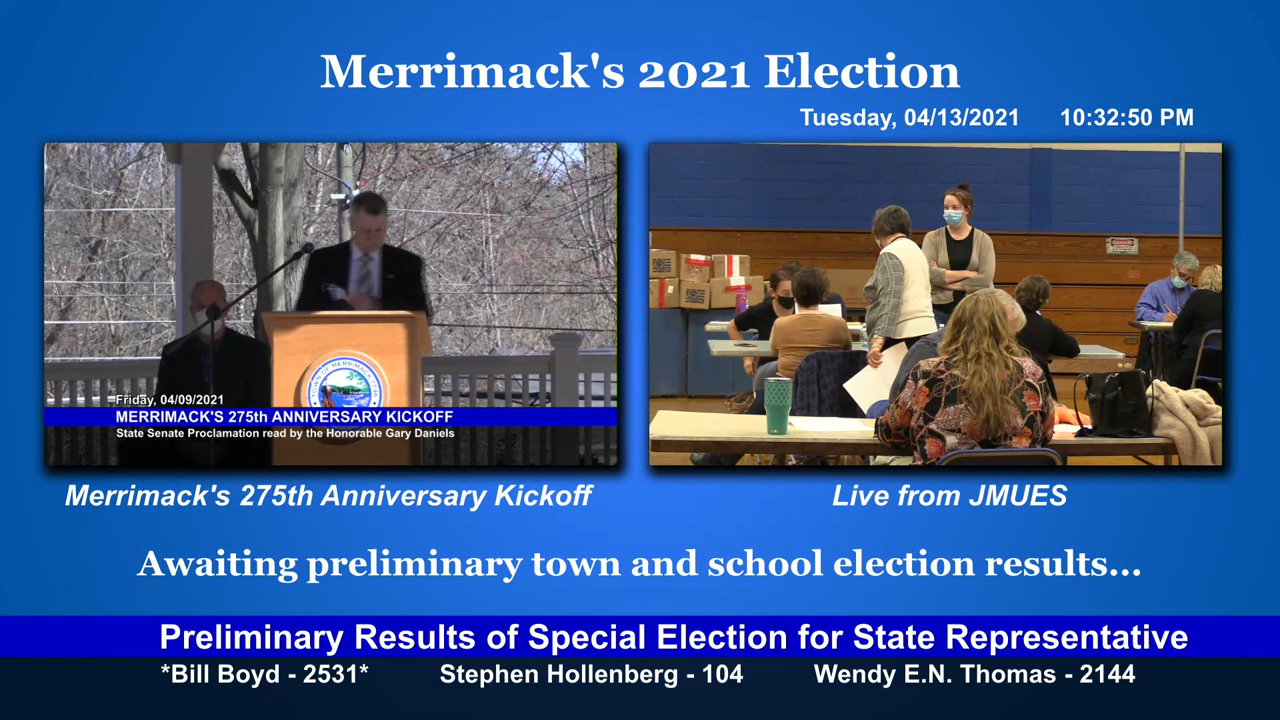 Merrimack's 2021 Election
Tuesday, 04/13/2021 10:32:50 PM
Friday, 04/09/2021
MERRIMACK'S 275th ANNIVERSARY KICKOFF
State Senate Proclamation read by the Honorable Gary Daniels
TOWN OF MERRIMACK
Merrimack's 275th Anniversary Kickoff
Live from JMUES
Awaiting preliminary town and school election results...
Preliminary Results of Special Election for State Representative
*Bill Boyd - 2531* Stephen Hollenberg - 104 Wendy E.N. Thomas - 2144